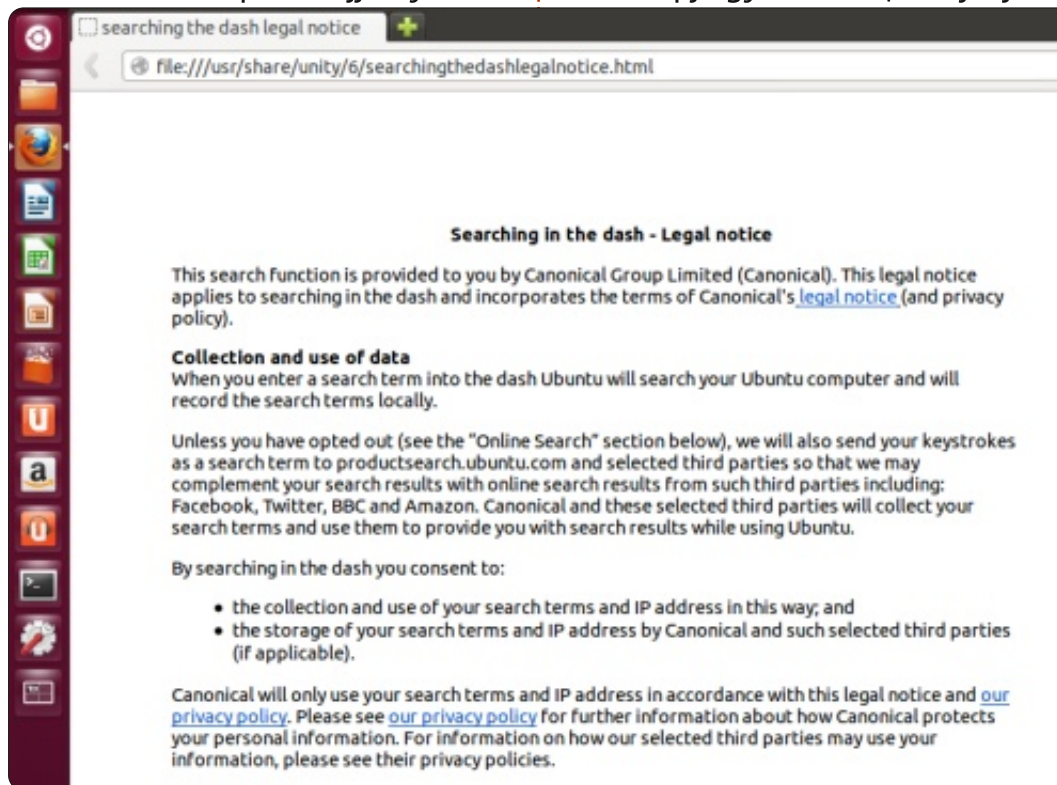 searching the dash legal notice
file:///usr/share/unity/6/searchingthedashlegalnotice.html
Searching in the dash - Legal notice
This search function is provided to you by Canonical Group Limited (Canonical). This legal notice
applies to searching in the dash and incorporates the terms of Canonical's legal notice (and privacy
policy).
Collection and use of data
When you enter a search term into the dash Ubuntu will search your Ubuntu computer and will
record the search terms locally.
Unless you have opted out (see the "Online Search" section below), we will also send your keystrokes
as a search term to productsearch.ubuntu.com and selected third parties so that we may
complement your search results with online search results from such third parties including:
Facebook, Twitter, BBC and Amazon. Canonical and these selected third parties will collect your
search terms and use them to provide you with search results while using Ubuntu.
By searching in the dash you consent to:
• the collection and use of your search terms and IP address in this way; and
• the storage of your search terms and IP address by Canonical and such selected third parties
(if applicable).
Canonical will only use your search terms and IP address in accordance with this legal notice and our
privacy policy. Please see our privacy policy for further information about how Canonical protects
your personal information. For information on how our selected third parties may use your
information, please see their privacy policies.